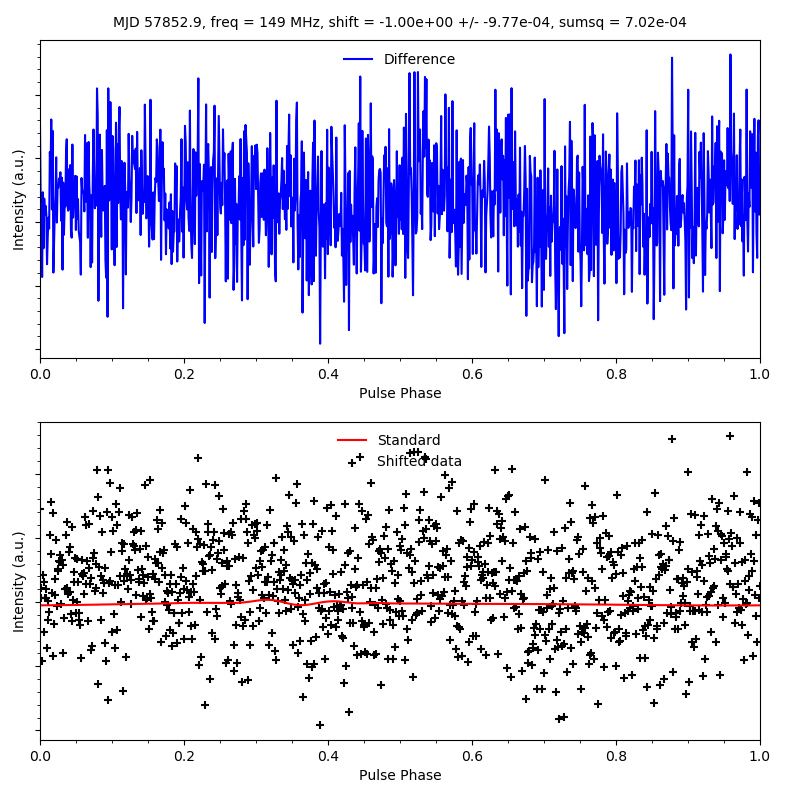 MJD 57852.9, freq = 149 MHz, shift = -1.00e+00 +/- -9.77e-04, sumsq = 7.02e-04
Difference
Intensity (a.u.)
0.0 0.2 0.4 0.6 0.8 1.0
Pulse Phase
Standard
Shifted data
Intensity (a.u.)
0.0 0.2 0.4 0.6 0.8 1.0
Pulse Phase